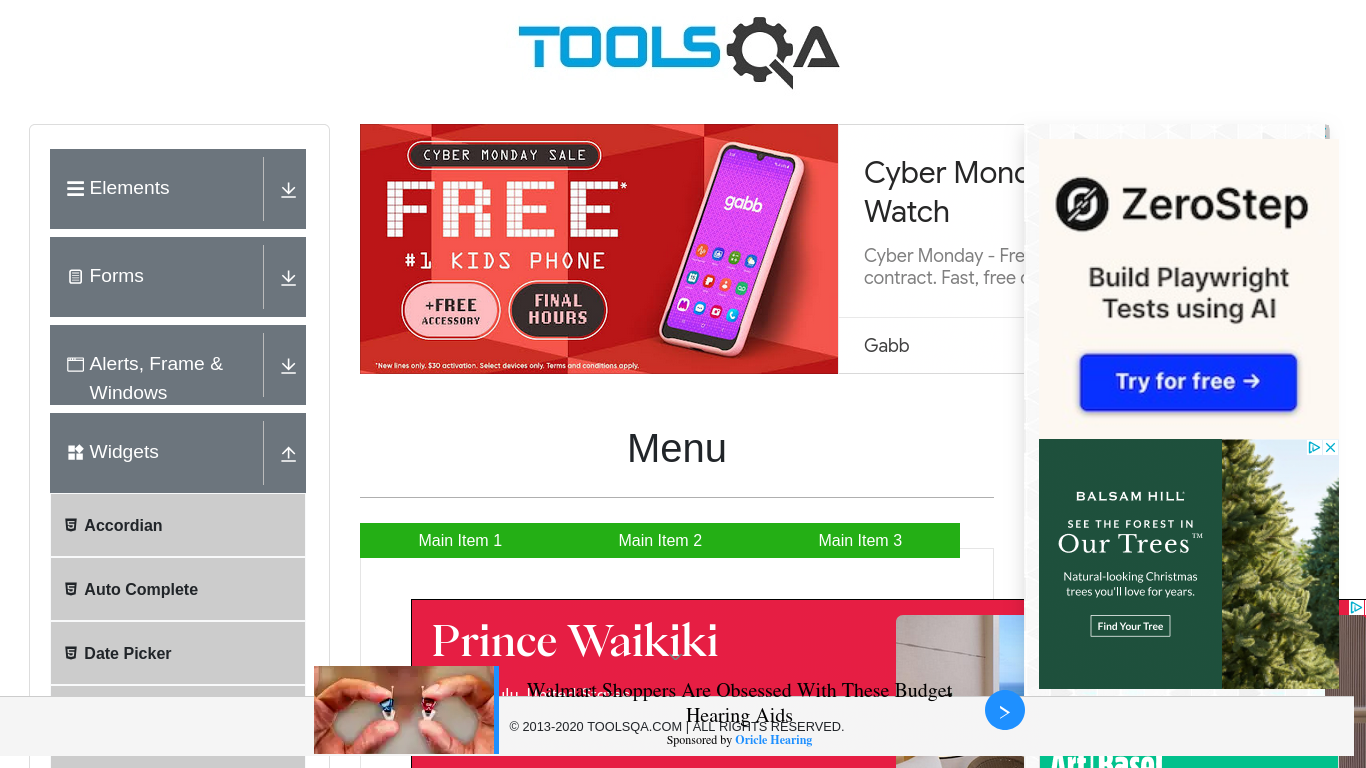 TOOLSQA
Elements
Forms
Alerts, Frame &
Windows
Widgets
Accordian
Auto Complete
Date Picker
CYBER MONDAY SALE
FREE*
#1 KIDS PHONE
+FREE
ACCESSORY
FINAL
HOURS
*New lines only. $30 activation. Select devices only. Terms and conditions apply.
gabb
Cyber Mon
Watch
Cyber Monday - Fre
contract. Fast, free
Gabb
ZeroStep
Build Playwright
Tests using AI
Try for free →
BALSAM HILL
SEE THE FOREST IN
Our Trees™
Natural-looking Christmas
trees you'll love for years.
Find Your Tree
Menu
Main Item 1
Main Item 2
Main Item 3
Prince Waikiki
Walmart Shoppers Are Obsessed With These Budget
Hearing Aids
© 2013-2020 TOOLSQA.COM | ALL RIGHTS RESERVED.
Sponsored by Oricle Hearing
Art Basel